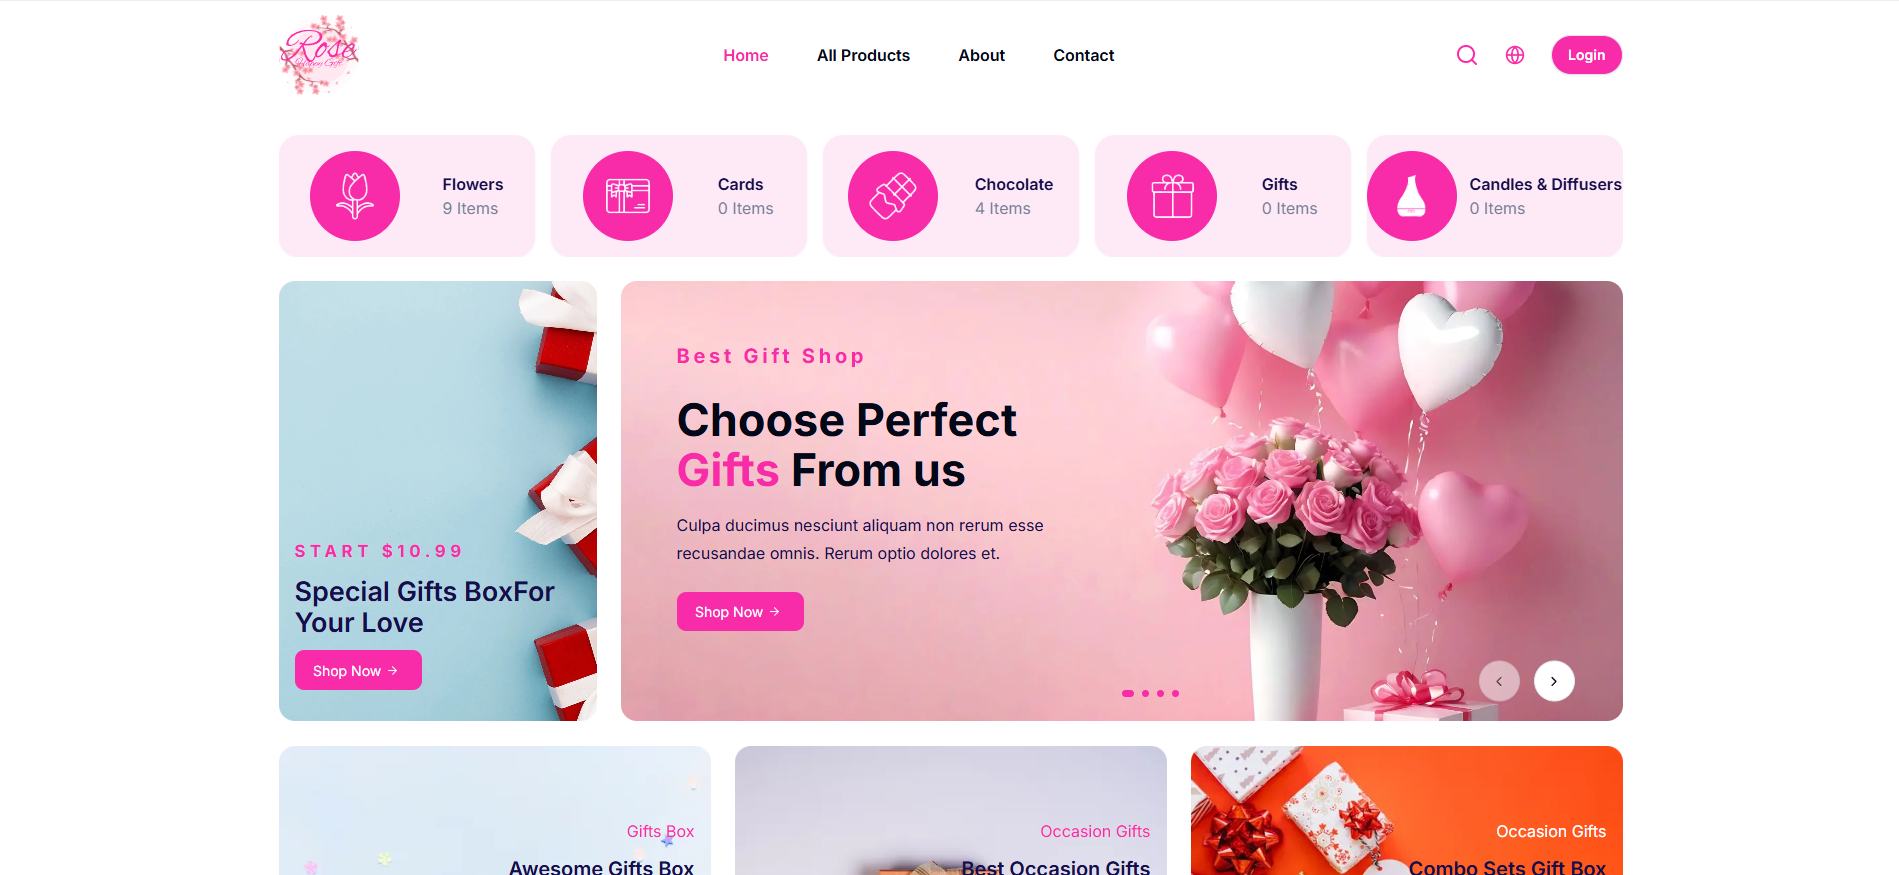 Rose
Home
All Products
About
Contact
Login
Flowers
9 Items
Cards
0 Items
Chocolate
4 Items
Gifts
0 Items
Candles & Diffusers
0 Items
START $10.99
Special Gifts BoxFor
Your Love
Shop Now
Best Gift Shop
Choose Perfect
Gifts From us
Culpa ducimus nesciunt aliquam non rerum esse
recusandae omnis. Rerum optio dolores et.
Shop Now
Gifts Box
Awesome Gifts Box
Occasion Gifts
Best Occasion Gifts
Occasion Gifts
Combo Sets Gift Box